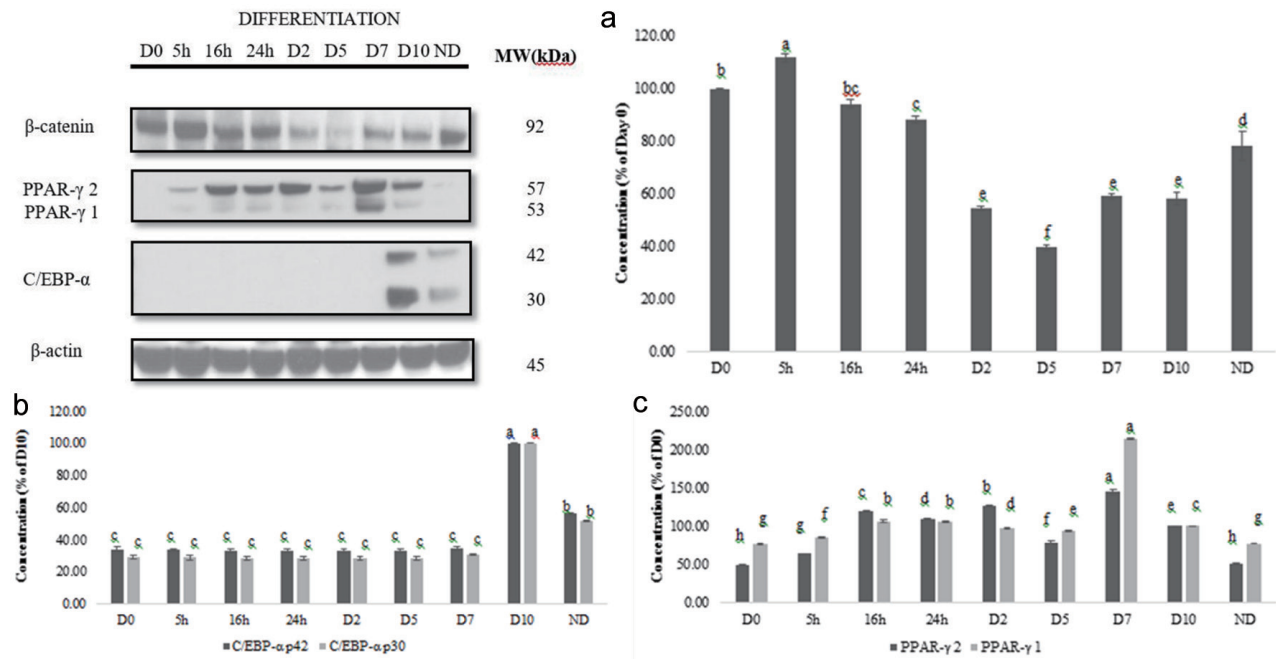 DIFFERENTIATION
D0 5h 16h 24h D2 D5 D7 D10 ND
MW(kDa)
β-catenin
92
PPAR-γ 2
57
PPAR-γ 1
53
C/EBP-α
42
30
β-actin
45
a
Concentration (% of Day 0)
120.00
100.00
80.00
60.00
40.00
20.00
0.00
b
a
bc
c
e
f
e
e
d
D0 5h 16h 24h D2 D5 D7 D10 ND
b
Concentration (% of D10)
120.00
100.00
80.00
60.00
40.00
20.00
0.00
c c c c c c c c c c c c c c a a b b
D0 5h 16h 24h D2 D5 D7 D10 ND
C/EBP-α p42 C/EBP-α p30
c
Concentration (% of D0)
250.00
200.00
150.00
100.00
50.00
0.00
h g g f c b d b b d f e a a e c h g
D0 5h 16h 24h D2 D5 D7 D10 ND
PPAR-γ 2 PPAR-γ 1